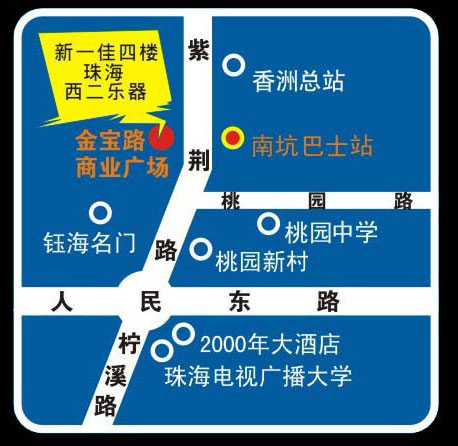 新一佳四楼
珠海
西二乐器
金宝路
商业广场
紫荆路
香洲总站
南坑巴士站
桃园路
钰海名门
桃园中学
桃园新村
人民东路
柠溪路
2000年大酒店
珠海电视广播大学